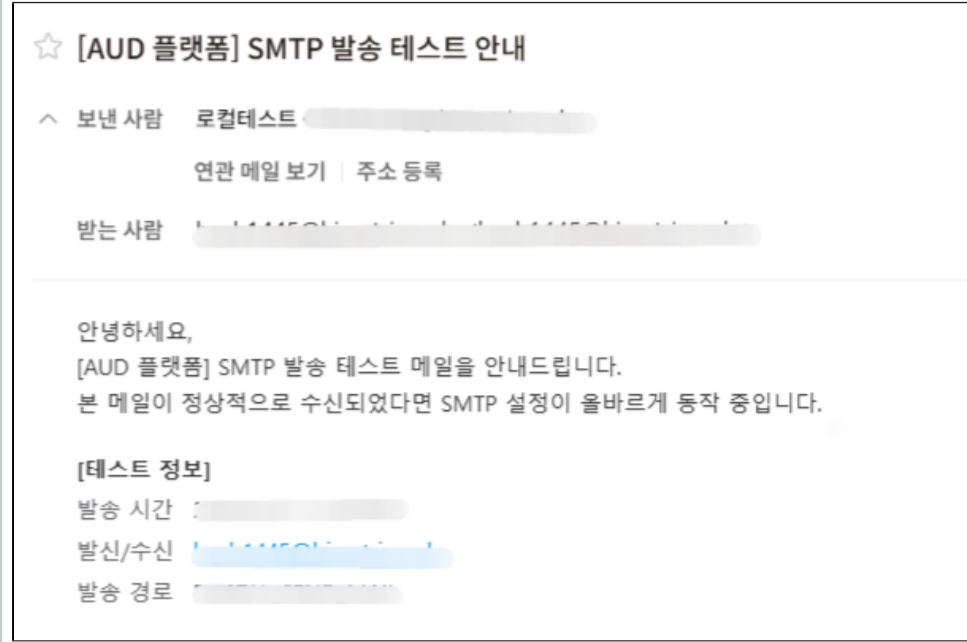 [AUD 플랫폼] SMTP 발송 테스트 안내
보낸 사람 로컬테스트
연관 메일 보기 | 주소 등록
받는 사람
안녕하세요,
[AUD 플랫폼] SMTP 발송 테스트 메일을 안내드립니다.
본 메일이 정상적으로 수신되었다면 SMTP 설정이 올바르게 동작 중입니다.
[테스트 정보]
발송 시간 :
발신/수신
발송 경로